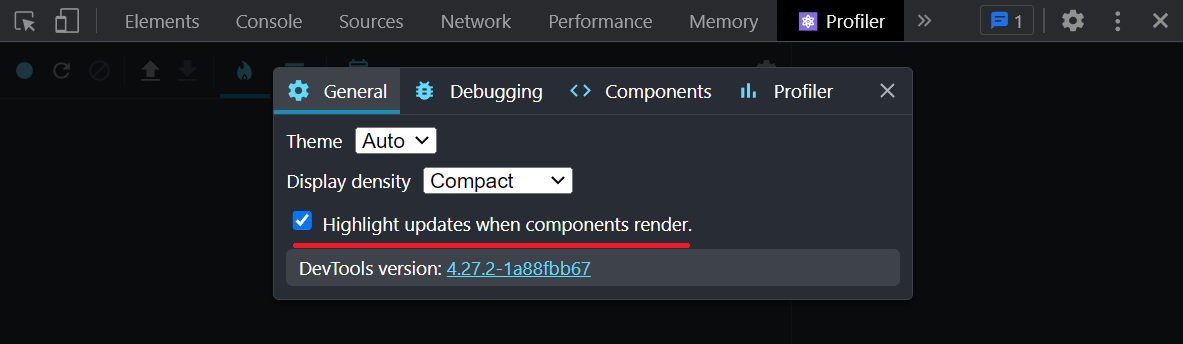 Elements Console Sources Network Performance Memory Profiler 1
General Debugging Components Profiler
Theme Auto
Display density Compact
Highlight updates when components render.
DevTools version: 4.27.2-1a88fbb67